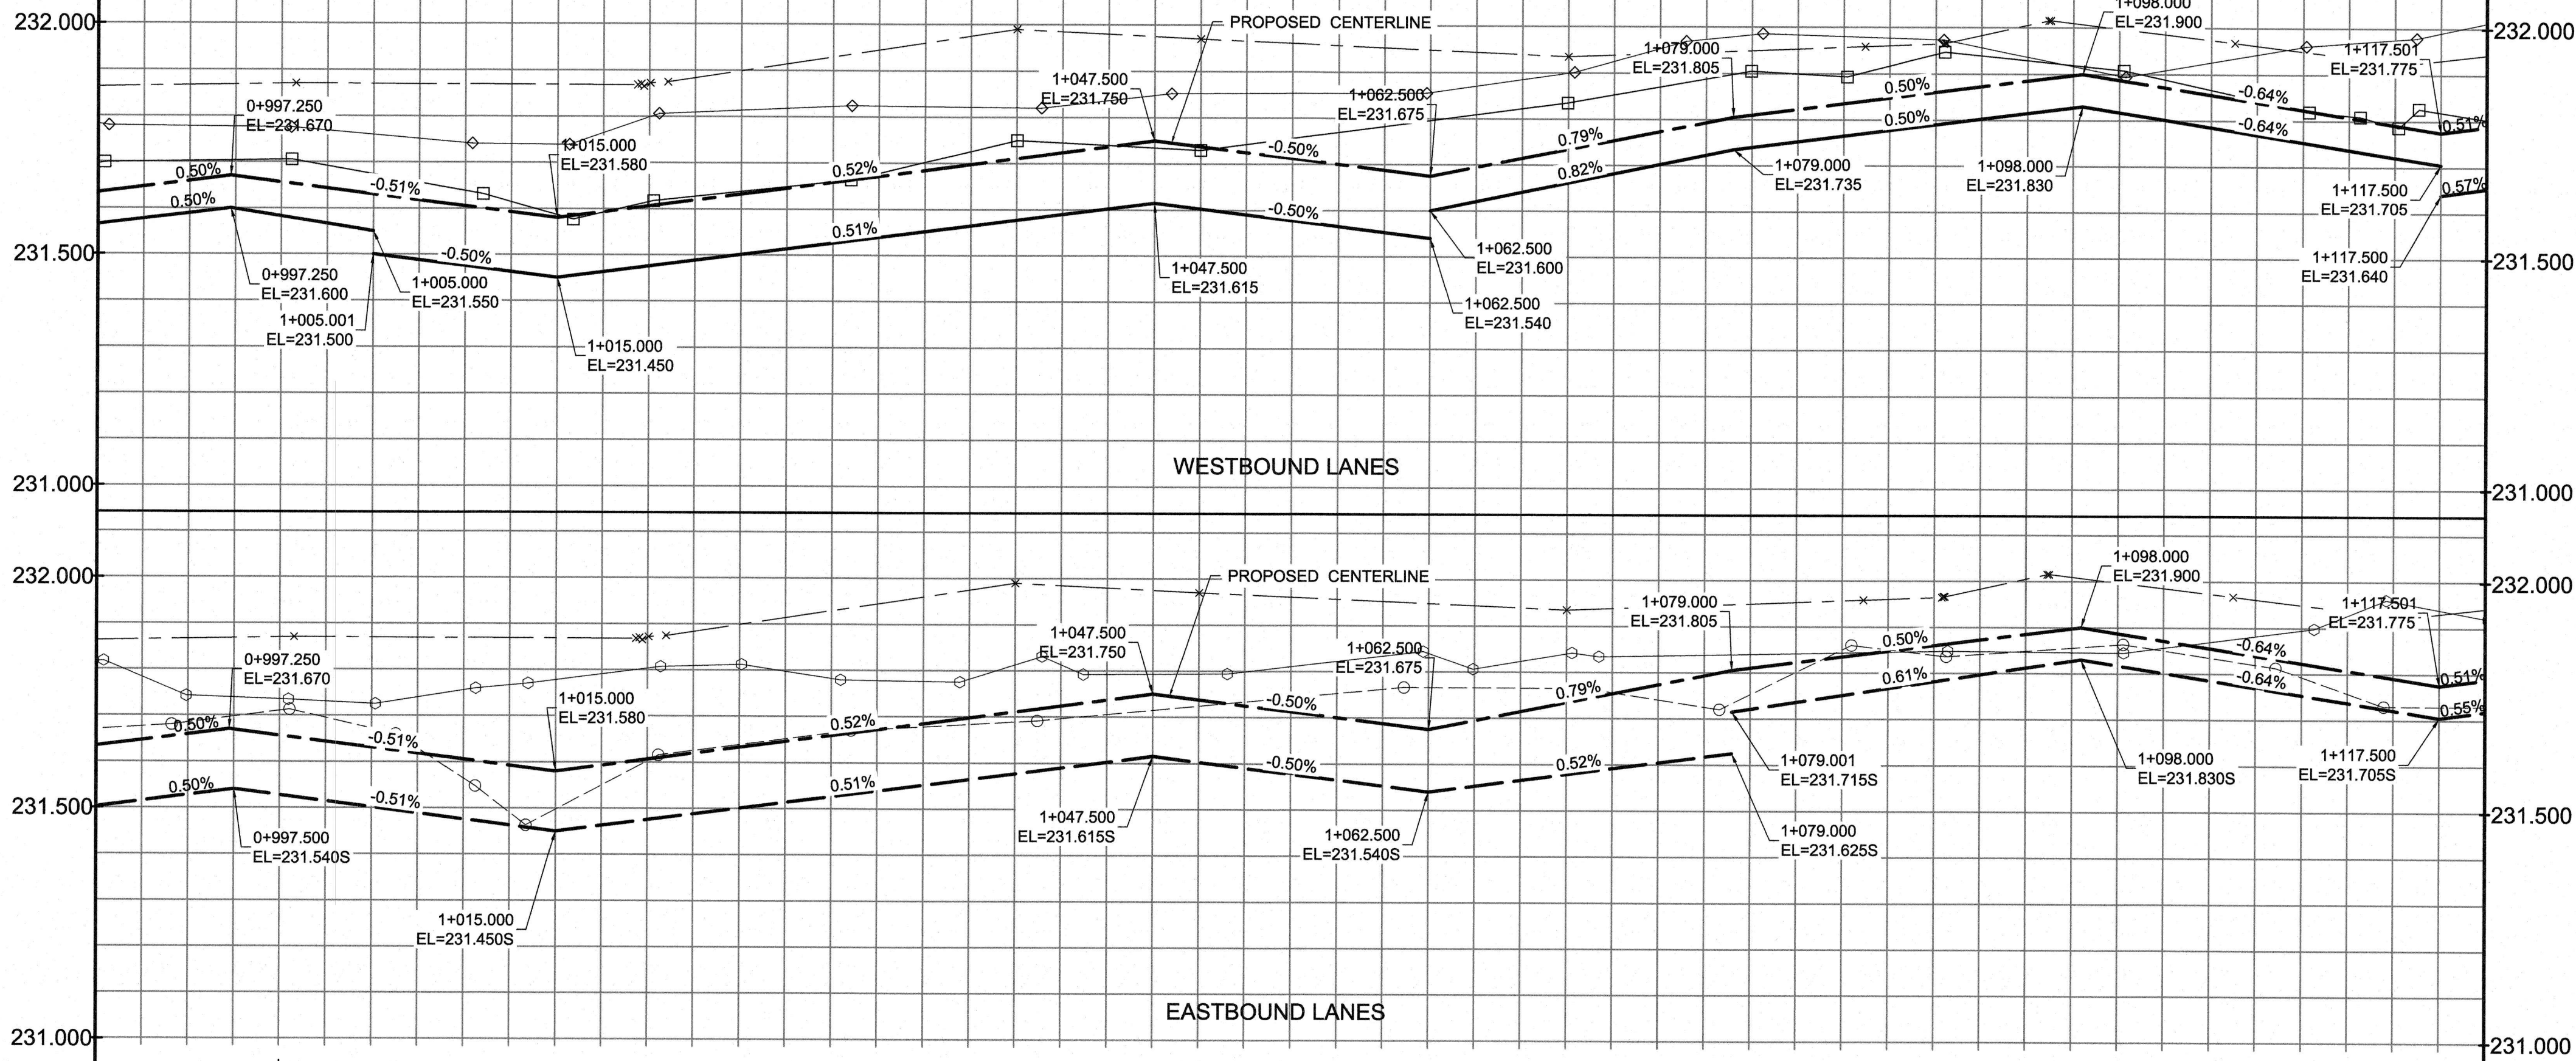 232.000
PROPOSED CENTERLINE
1+098.000
EL=231.900
232.000
1+079.000
EL=231.805
1+117.501
EL=231.775
1+047.500
EL=231.750
1+062.500
EL=231.675
0+997.250
EL=231.670
1+015.000
EL=231.580
0.50%
-0.51%
0.52%
-0.50%
0.79%
0.50%
-0.64%
0.51%
0.50%
-0.50%
0.51%
-0.50%
0.82%
0.50%
-0.64%
0.57%
1+079.000
EL=231.735
1+098.000
EL=231.830
1+117.500
EL=231.705
231.500
0+997.250
EL=231.600
1+005.000
EL=231.550
1+005.001
EL=231.500
1+015.000
EL=231.450
1+047.500
EL=231.615
1+062.500
EL=231.600
1+062.500
EL=231.540
1+117.500
EL=231.640
231.500
WESTBOUND LANES
231.000
231.000
232.000
PROPOSED CENTERLINE
1+098.000
EL=231.900
232.000
1+079.000
EL=231.805
1+117.501
EL=231.775
1+047.500
EL=231.750
1+062.500
EL=231.675
0+997.250
EL=231.670
1+015.000
EL=231.580
0.50%
-0.51%
0.52%
-0.50%
0.79%
0.50%
-0.64%
0.51%
0.50%
-0.51%
0.51%
-0.50%
0.52%
0.61%
-0.64%
0.55%
1+079.001
EL=231.715S
1+098.000
EL=231.830S
1+117.500
EL=231.705S
231.500
0+997.500
EL=231.540S
1+047.500
EL=231.615S
1+062.500
EL=231.540S
1+079.000
EL=231.625S
231.500
1+015.000
EL=231.450S
EASTBOUND LANES
231.000
231.000